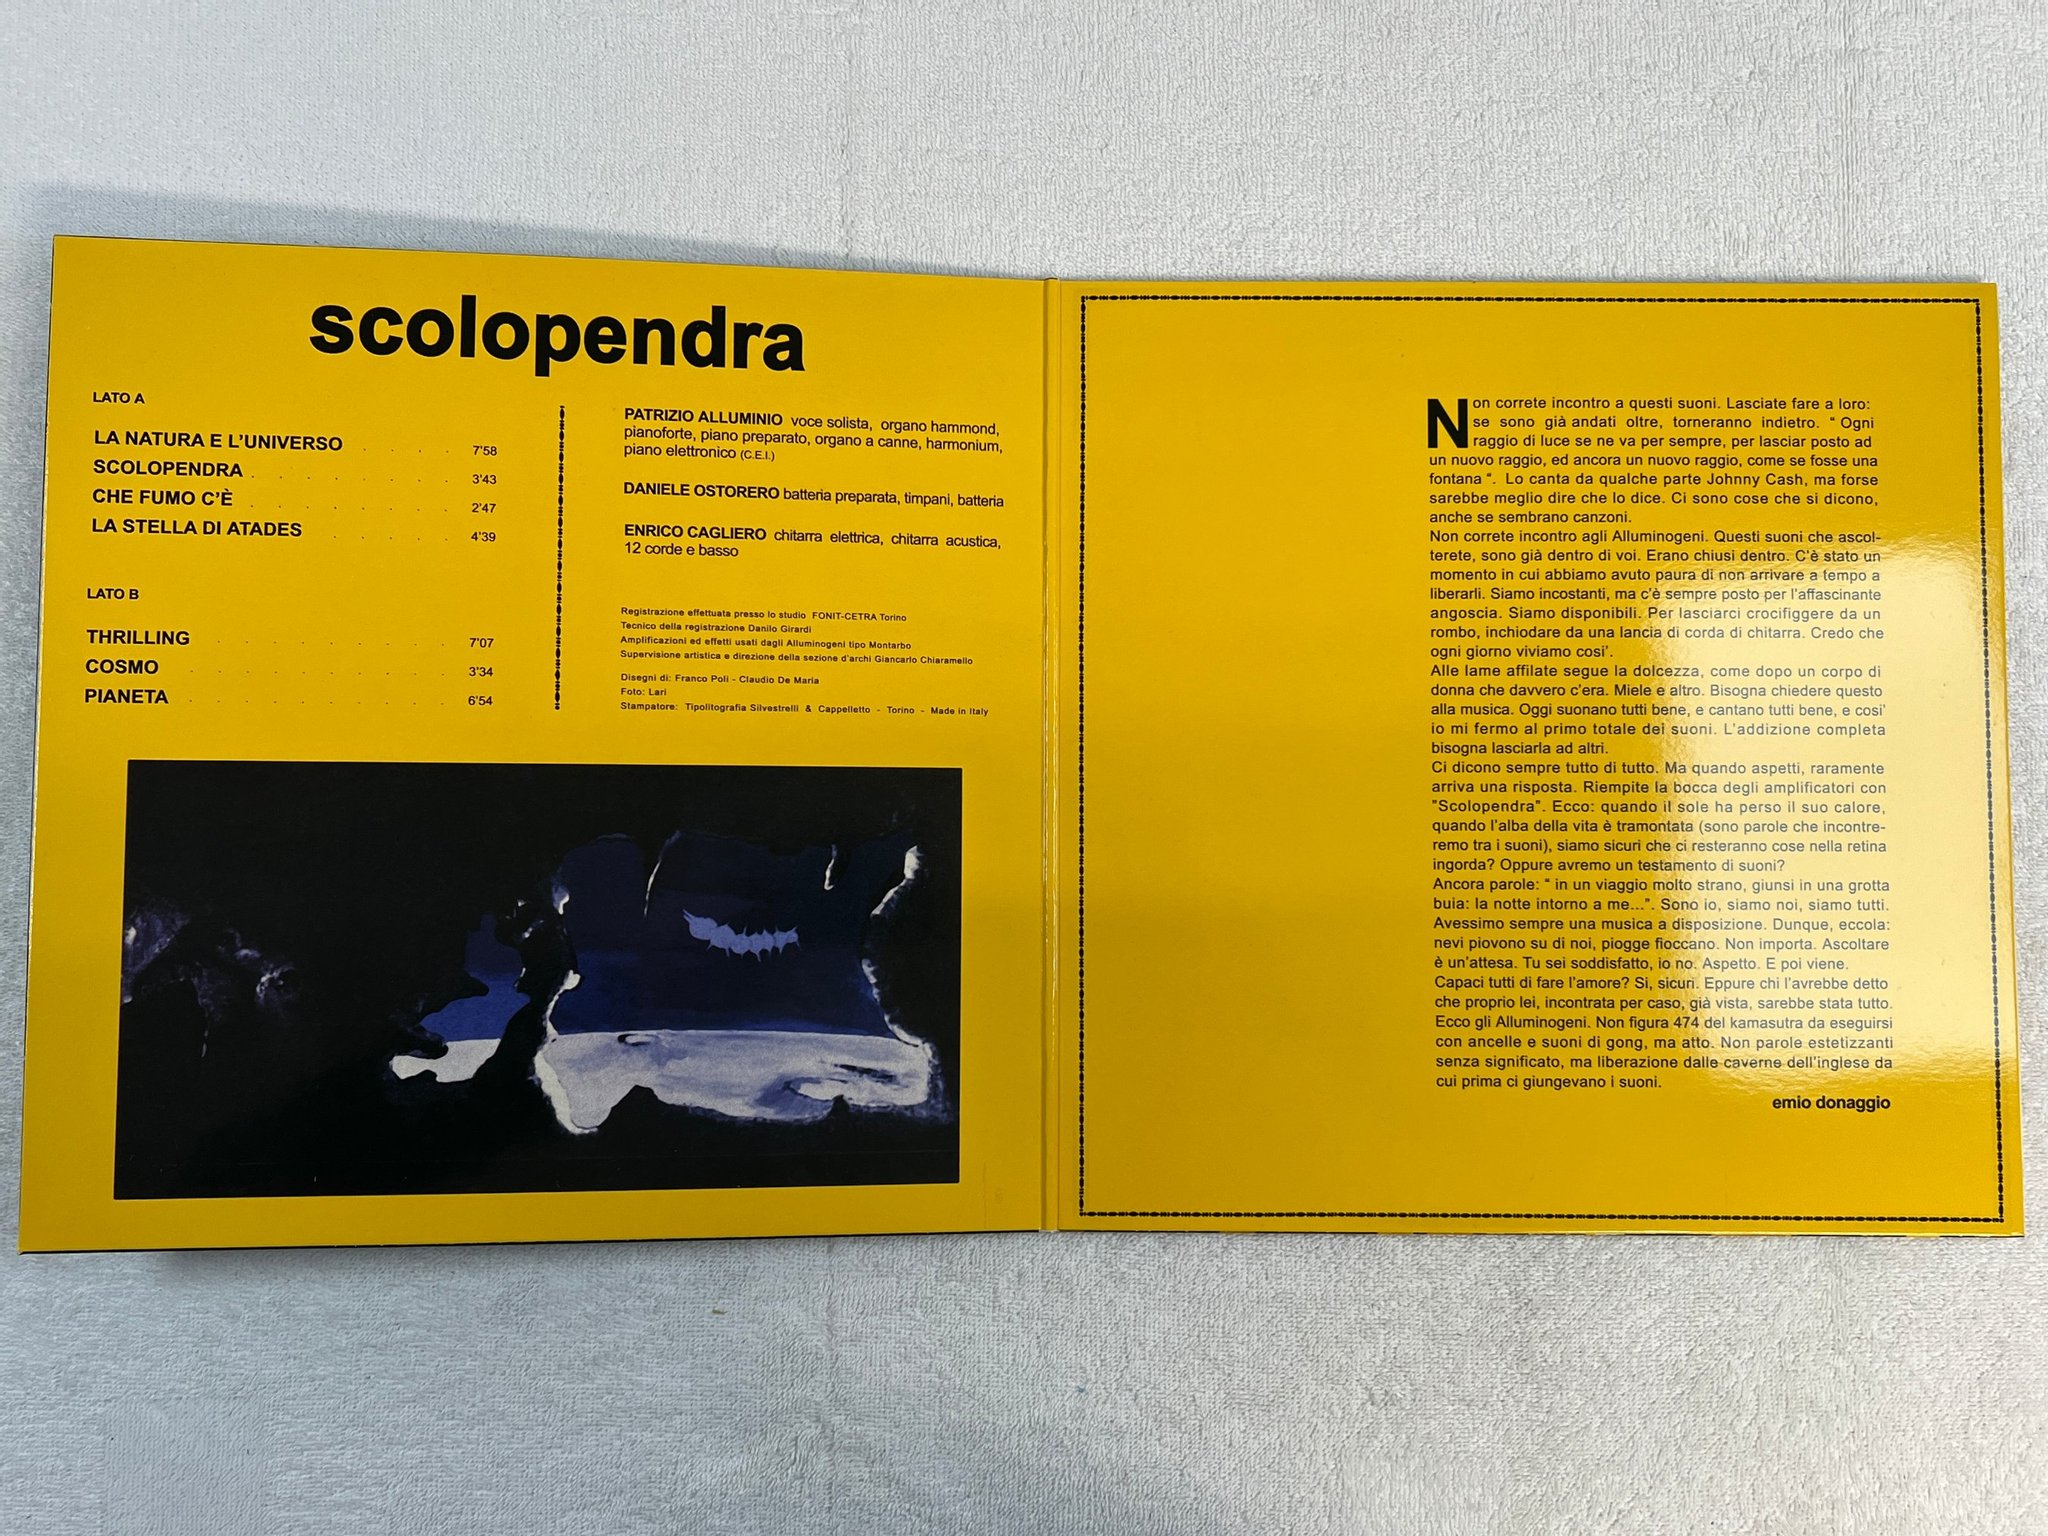 scolopendra
LATO A
LA NATURA E L'UNIVERSO . . . . 7'58
SCOLOPENDRA . . . . . . . . 3'43
CHE FUMO C'È . . . . . . . . 2'47
LA STELLA DI ATADES . . . . . 4'39
LATO B
THRILLING . . . . . . . . . 7'07
COSMO . . . . . . . . . . 3'34
PIANETA . . . . . . . . . . 6'54
PATRIZIO ALLUMINIO voce solista, organo hammond,
pianoforte, piano preparato, organo a canne, harmonium,
piano elettronico (C.E.I.)
DANIELE OSTORERO batteria preparata, timpani, batteria
ENRICO CAGLIERO chitarra elettrica, chitarra acustica,
12 corde e basso
Registrazione effettuata presso lo studio FONIT-CETRA Torino
Tecnico della registrazione Danilo Girardi
Amplificazioni ed effetti usati dagli Alluminogeni tipo Montarbo
Supervisione artistica e direzione della sezione d'archi Giancarlo Chiaramello
Disegni di: Franco Poli - Claudio De Maria
Foto: Lari
Stampatore: Tipolitografia Silvestrelli & Cappelletto - Torino - Made in Italy
Non correte incontro a questi suoni. Lasciate fare a loro:
se sono già andati oltre, torneranno indietro. “ Ogni
raggio di luce se ne va per sempre, per lasciar posto ad
un nuovo raggio, ed ancora un nuovo raggio, come se fosse una
fontana “. Lo canta da qualche parte Johnny Cash, ma forse
sarebbe meglio dire che lo dice. Ci sono cose che si dicono,
anche se sembrano canzoni.
Non correte incontro agli Alluminogeni. Questi suoni che ascol-
terete, sono già dentro di voi. Erano chiusi dentro. C'è stato un
momento in cui abbiamo avuto paura di non arrivare a tempo a
liberarli. Siamo incostanti, ma c'è sempre posto per l'affascinante
angoscia. Siamo disponibili. Per lasciarci crocifiggere da un
rombo, inchiodare da una lancia di corda di chitarra. Credo che
ogni giorno viviamo cosi'.
Alle lame affilate segue la dolcezza, come dopo un corpo di
donna che davvero c'era. Miele e altro. Bisogna chiedere questo
alla musica. Oggi suonano tutti bene, e cantano tutti bene, e cosi'
io mi fermo al primo totale dei suoni. L'addizione completa
bisogna lasciarla ad altri.
Ci dicono sempre tutto di tutto. Ma quando aspetti, raramente
arriva una risposta. Riempite la bocca degli amplificatori con
"Scolopendra". Ecco: quando il sole ha perso il suo calore,
quando l'alba della vita è tramontata (sono parole che incontre-
remo tra i suoni), siamo sicuri che ci resteranno cose nella retina
ingorda? Oppure avremo un testamento di suoni?
Ancora parole: “ in un viaggio molto strano, giunsi in una grotta
buia: la notte intorno a me...”. Sono io, siamo noi, siamo tutti.
Avessimo sempre una musica a disposizione. Dunque, eccola:
nevi piovono su di noi, piogge fioccano. Non importa. Ascoltare
è un'attesa. Tu sei soddisfatto, io no. Aspetto. E poi viene.
Capaci tutti di fare l'amore? Si, sicuri. Eppure chi l'avrebbe detto
che proprio lei, incontrata per caso, già vista, sarebbe stata tutto.
Ecco gli Alluminogeni. Non figura 474 del kamasutra da eseguirsi
con ancelle e suoni di gong, ma atto. Non parole estetizzanti
senza significato, ma liberazione dalle caverne dell'inglese da
cui prima ci giungevano i suoni.
emio donaggio